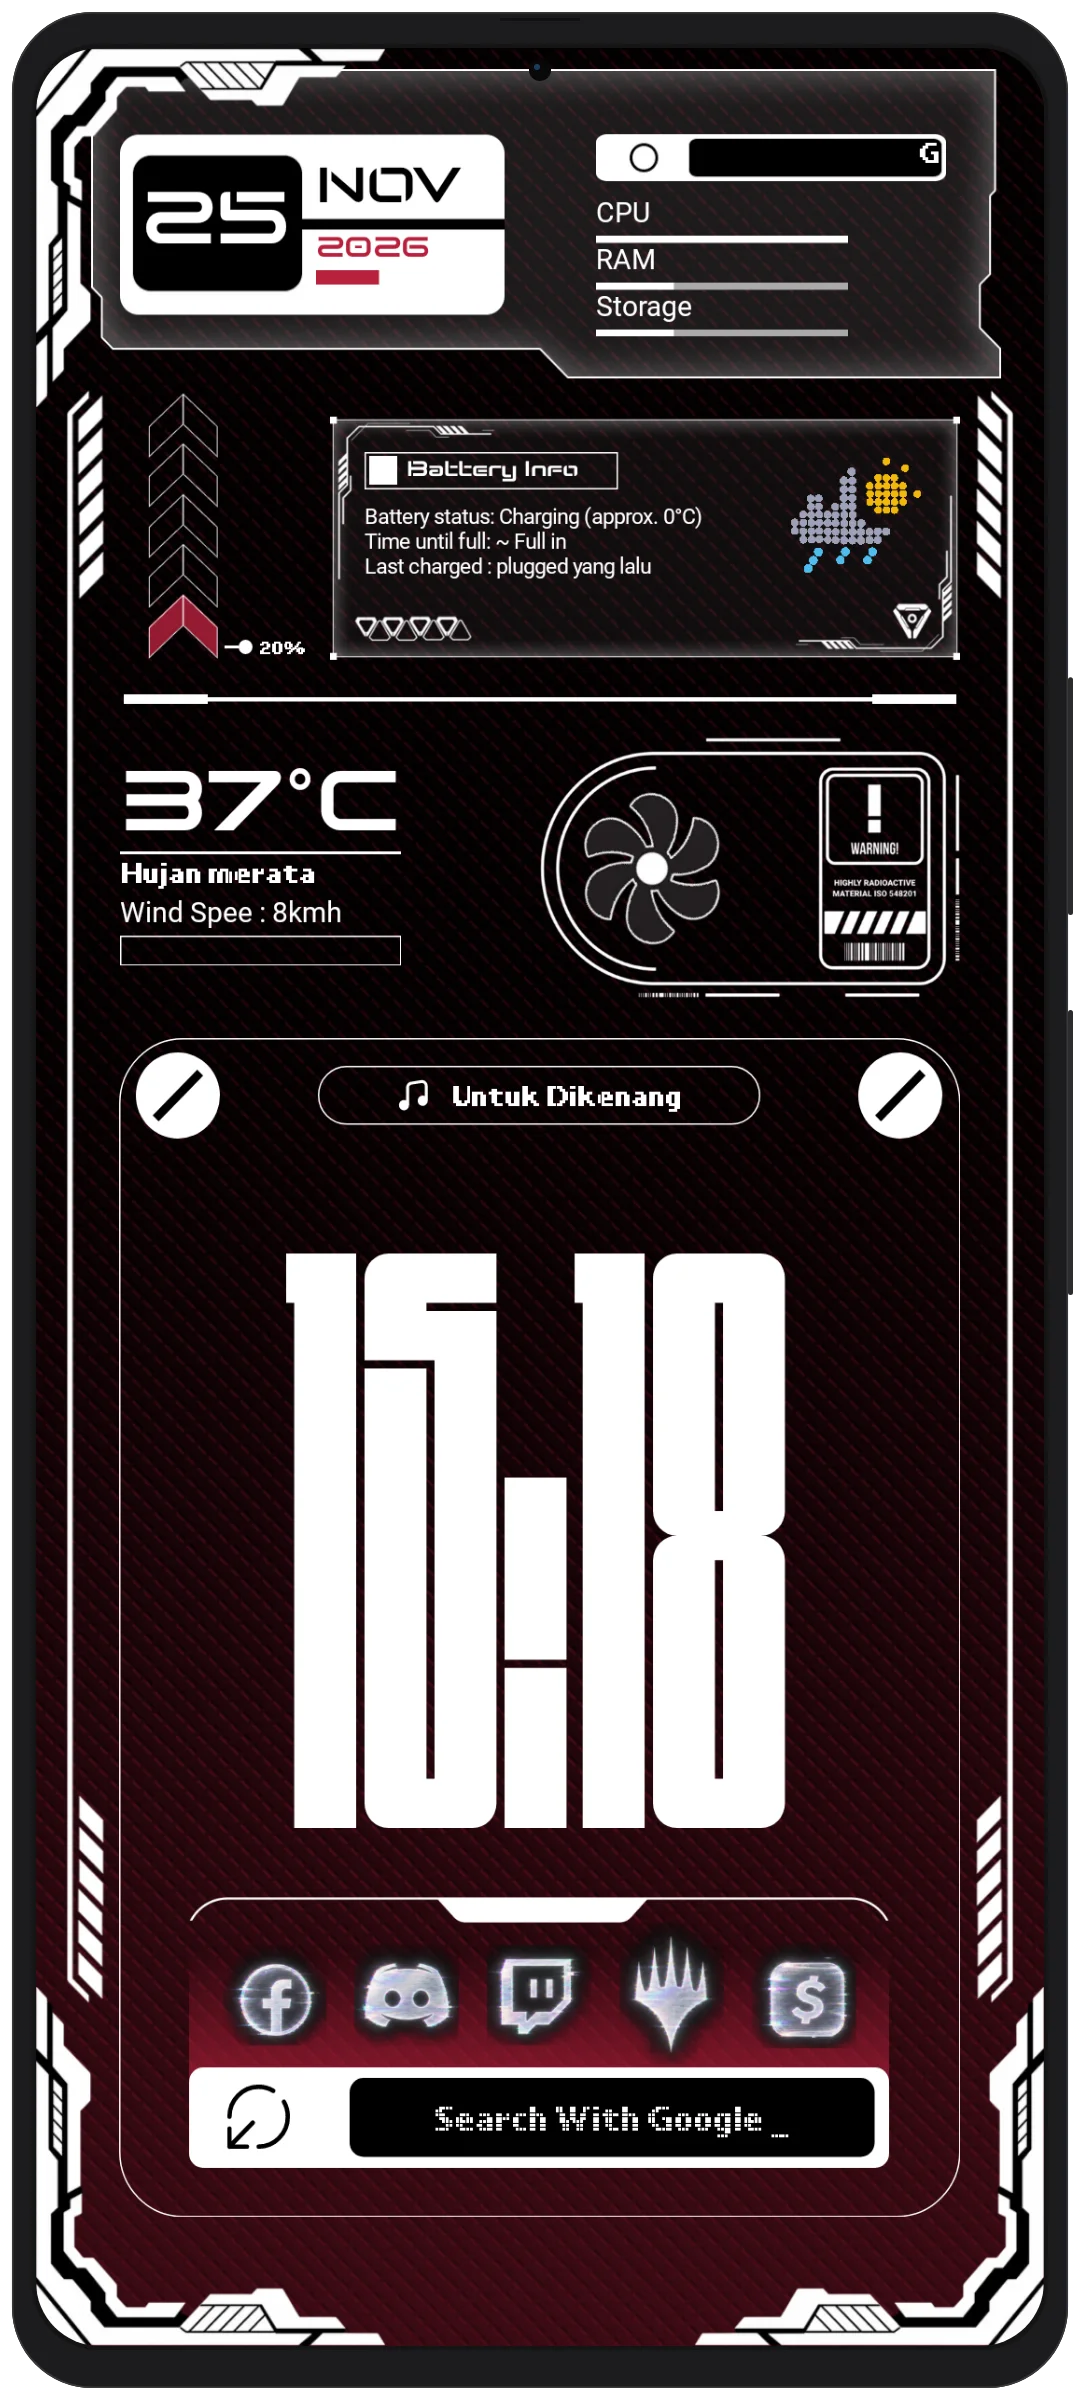 25
NOV
2026
G
CPU
RAM
Storage
Battery Info
Battery status: Charging (approx. 0°C)
Time until full: ~ Full in
Last charged : plugged yang lalu
20%
37°C
Hujan merata
Wind Spee : 8kmh
!
WARNING!
HIGHLY RADIOACTIVE
MATERIAL ISO 548201
Untuk Dikenang
15:18
Search With Google _